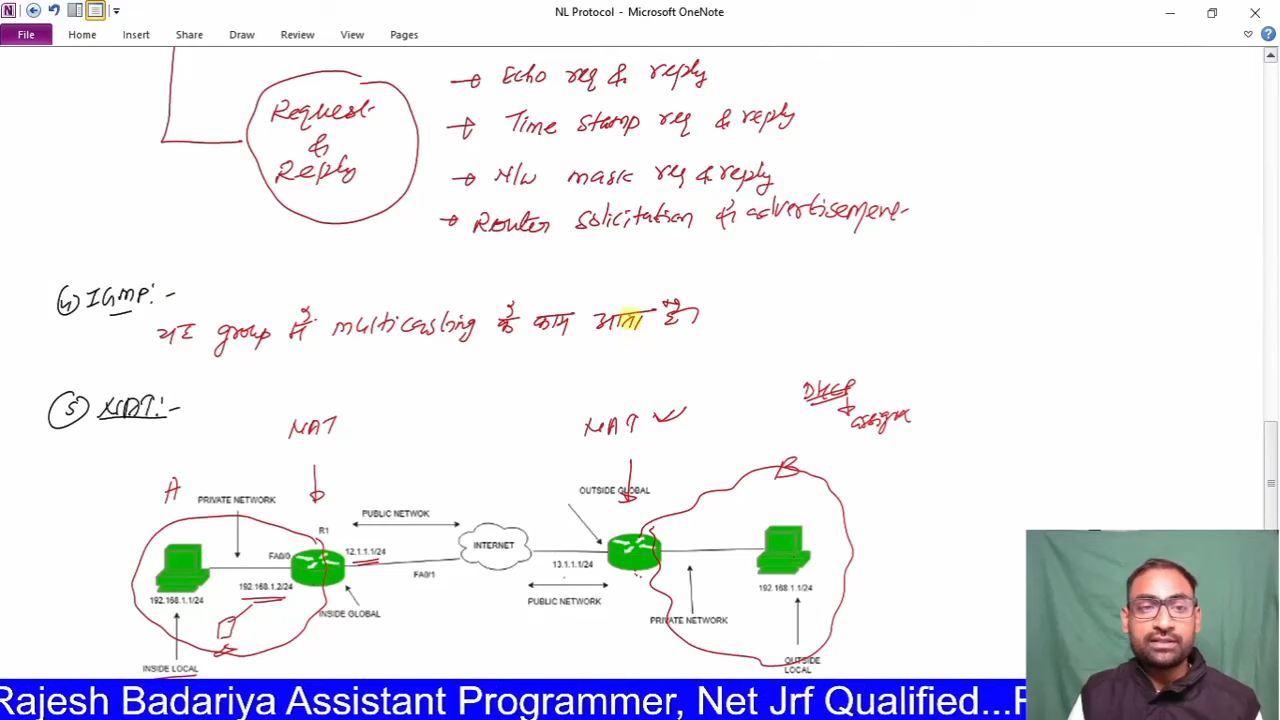 NL Protocol - Microsoft OneNote
File Home Insert Share Draw Review View Pages
Request
&
Reply
→ Echo req & reply
→ Time stamp req & reply
→ N/W mask req & reply
→ Router solicitation & advertisement
(4) IGMP:-
यह group में multicasting के काम आता है
(5) NAT:-
DHCP
assign
NAT
NAT ✓
A
B
PRIVATE NETWORK
OUTSIDE GLOBAL
PUBLIC NETWOK
R1
INTERNET
FA0/0
12.1.1.1/24
13.1.1.1/24
FA0/1
192.168.1.2/24
192.168.1.1/24
192.168.1.1/24
PUBLIC NETWORK
INSIDE GLOBAL
PRIVATE NETWORK
INSIDE LOCAL
OUTSIDE
LOCAL
Rajesh Badariya Assistant Programmer, Net Jrf Qualified...